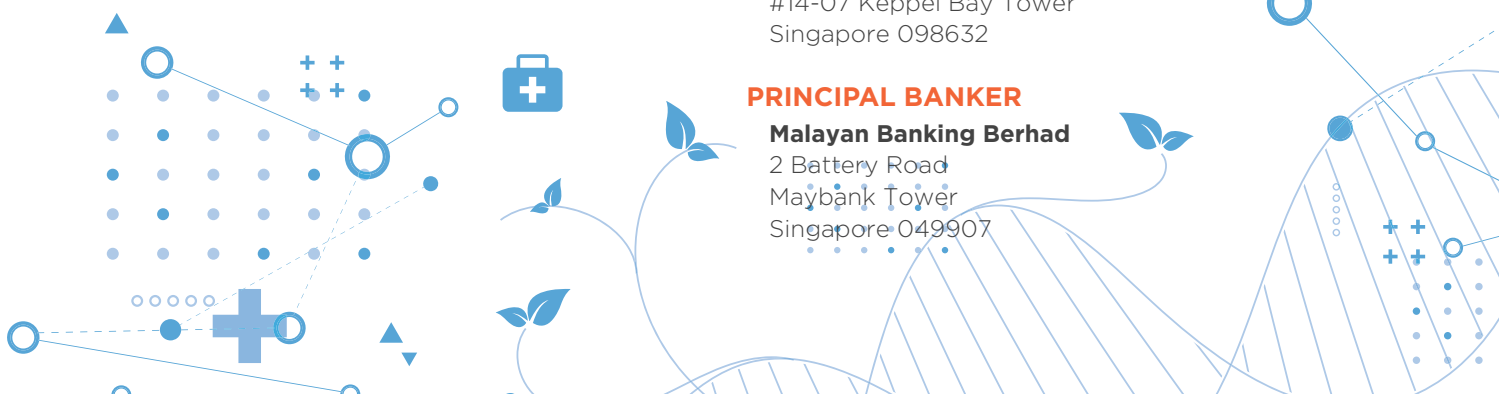 #14-07 Keppel Bay Tower
Singapore 098632
PRINCIPAL BANKER
Malayan Banking Berhad
2 Battery Road
Maybank Tower
Singapore 049907